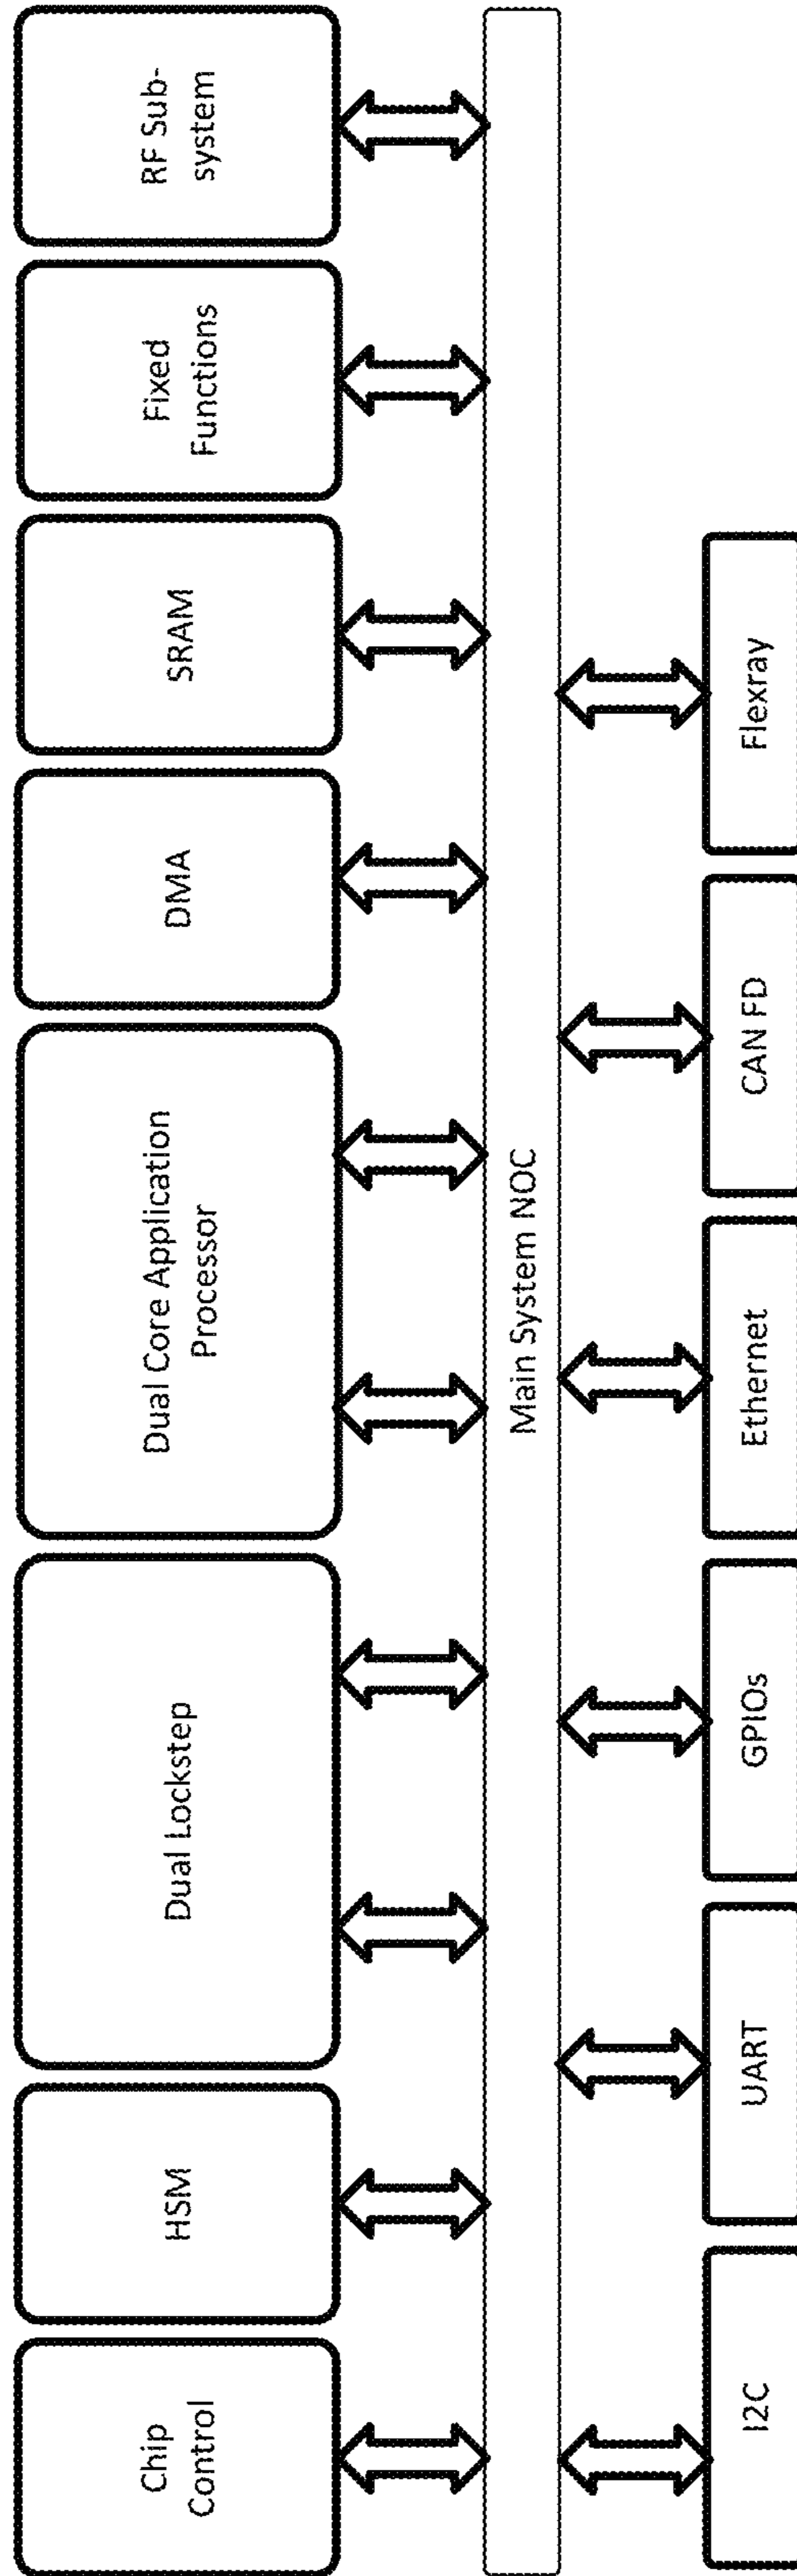 Chip
Control
HSM
Dual Lockstep
Dual Core Application
Processor
DMA
SRAM
Fixed
Functions
RF Sub-
system
Main System NOC
I2C
UART
GPIOs
Ethernet
CAN FD
Flexray